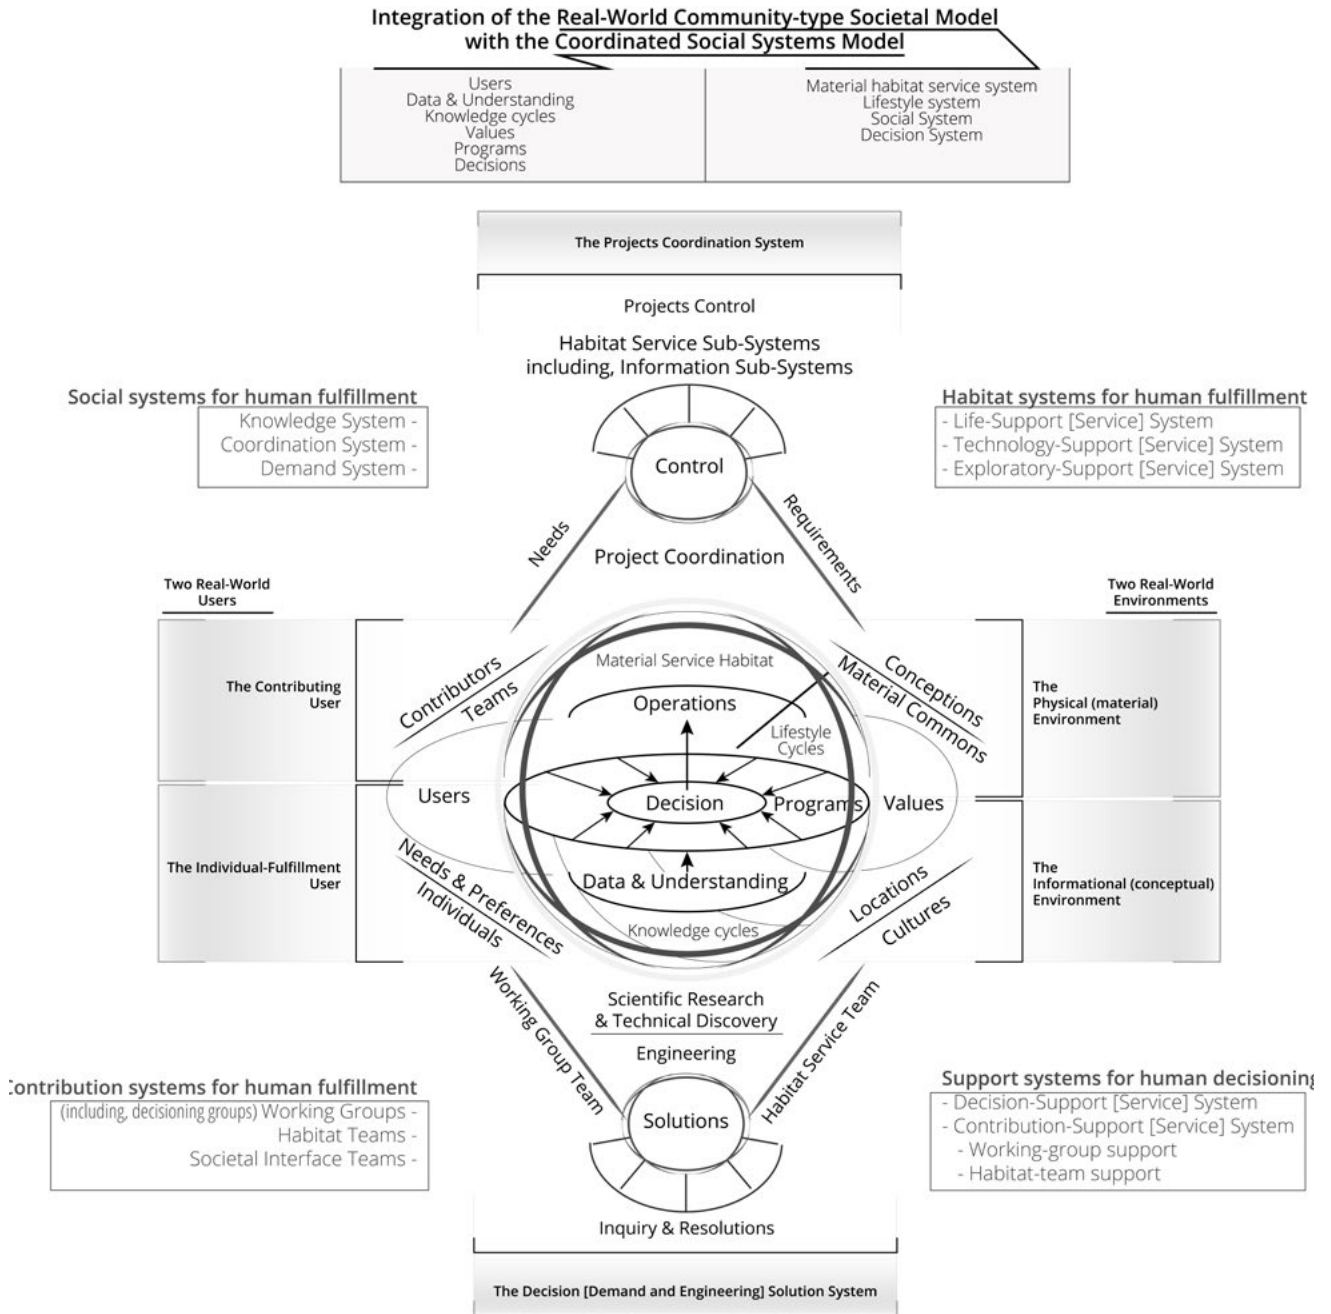 Integration of the Real-World Community-type Societal Model
with the Coordinated Social Systems Model
Users
Data & Understanding
Knowledge cycles
Values
Programs
Decisions
Material habitat service system
Lifestyle system
Social System
Decision System
The Projects Coordination System
Projects Control
Habitat Service Sub-Systems
including, Information Sub-Systems
Social systems for human fulfillment
Knowledge System -
Coordination System -
Demand System -
Habitat systems for human fulfillment
- Life-Support [Service] System
- Technology-Support [Service] System
- Exploratory-Support [Service] System
Control
Needs
Requirements
Project Coordination
Two Real-World
Users
Two Real-World
Environments
The Contributing
User
Contributors
Teams
Material Service Habitat
Operations
Lifestyle
Cycles
Conceptions
Material Commons
The
Physical (material)
Environment
Users
Decision
Programs
Values
The Individual-Fulfillment
User
Needs & Preferences
Individuals
Data & Understanding
Knowledge cycles
Locations
Cultures
The
Informational (conceptual)
Environment
Working Group Team
Scientific Research
& Technical Discovery
Engineering
Habitat Service Team
Solutions
Contribution systems for human fulfillment
(including, decisioning groups) Working Groups -
Habitat Teams -
Societal Interface Teams -
Support systems for human decisioning
- Decision-Support [Service] System
- Contribution-Support [Service] System
- Working-group support
- Habitat-team support
Inquiry & Resolutions
The Decision [Demand and Engineering] Solution System